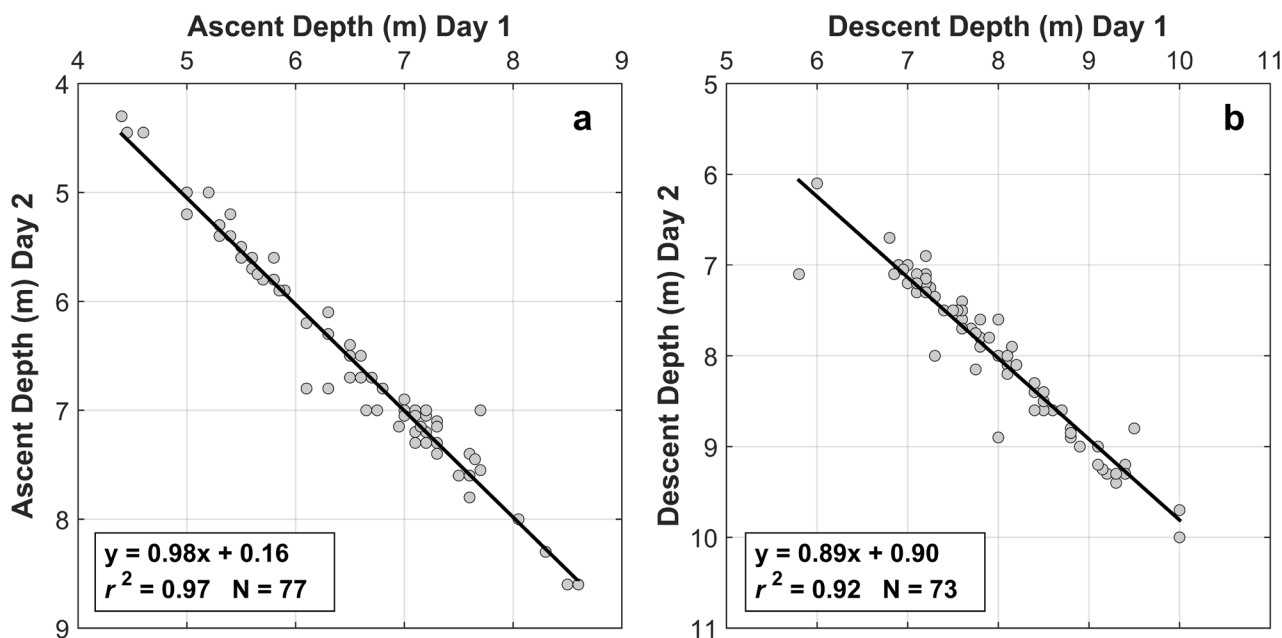 Ascent Depth (m) Day 1
4 5 6 7 8 9
4
5
6
7
8
9
Ascent Depth (m) Day 2
a
y = 0.98x + 0.16
r² = 0.97 N = 77
Descent Depth (m) Day 1
5 6 7 8 9 10 11
5
6
7
8
9
10
11
Descent Depth (m) Day 2
b
y = 0.89x + 0.90
r² = 0.92 N = 73